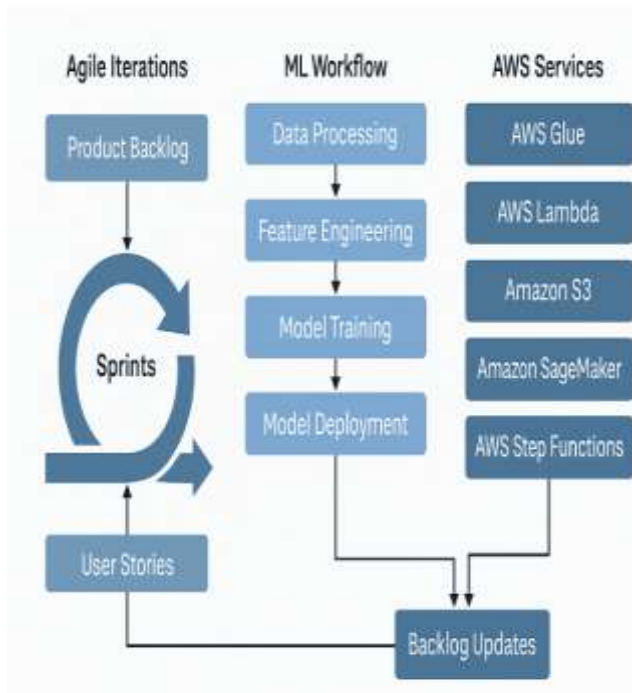 Agile Iterations
Product Backlog
Sprints
User Stories
ML Workflow
Data Processing
Feature Engineering
Model Training
Model Deployment
AWS Services
AWS Glue
AWS Lambda
Amazon S3
Amazon SageMaker
AWS Step Functions
Backlog Updates